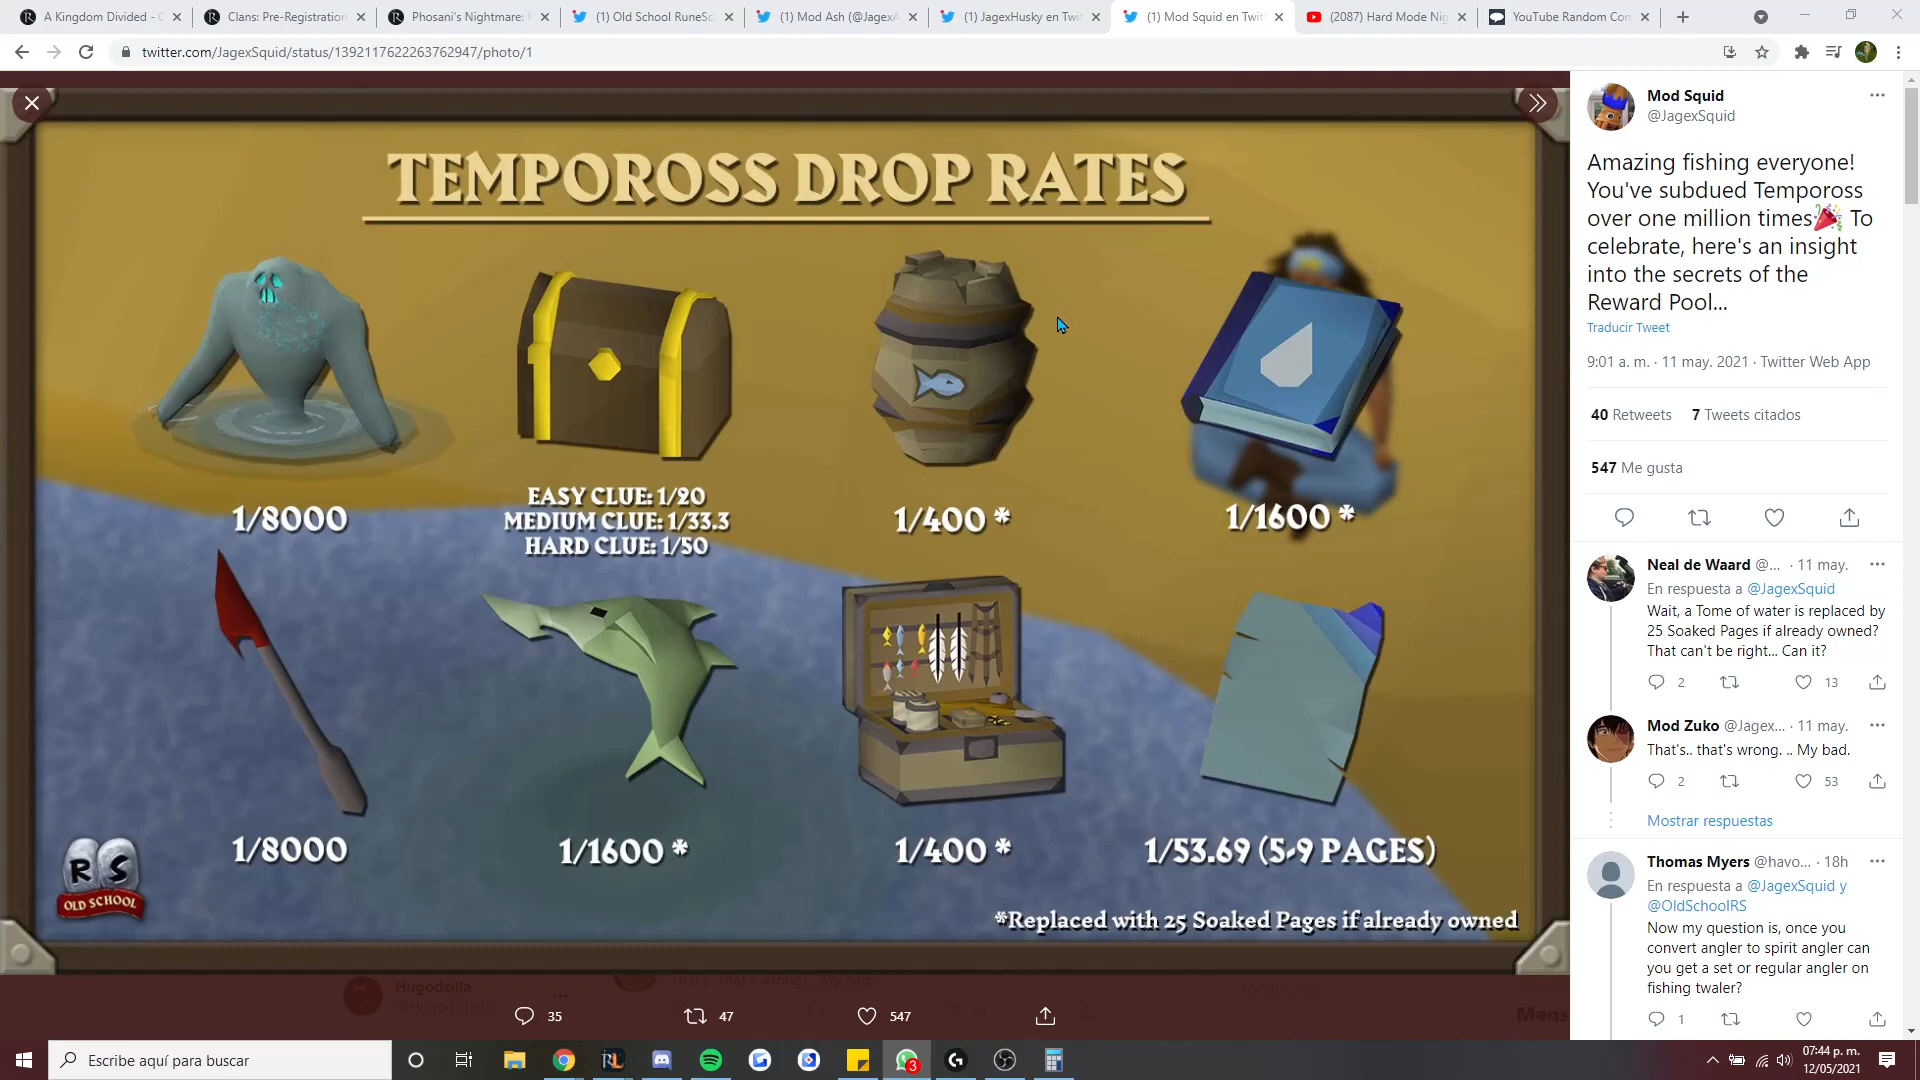 A Kingdom Divided -
Clans: Pre-Registration
Phosani's Nightmare:
(1) Old School RuneSc
(1) Mod Ash (@JagexA
(1) JagexHusky en Twit
(1) Mod Squid en Twit
(2087) Hard Mode Nig
YouTube Random Con
twitter.com/JagexSquid/status/1392117622263762947/photo/1
TEMPOROSS DROP RATES
1/8000
EASY CLUE: 1/20
MEDIUM CLUE: 1/33.3
HARD CLUE: 1/50
1/400 *
1/1600 *
1/8000
1/1600 *
1/400 *
1/53.69 (5-9 PAGES)
RS
OLD SCHOOL
*Replaced with 25 Soaked Pages if already owned
Hugodzilla
35
47
547
Mod Squid
@JagexSquid
Amazing fishing everyone!
You've subdued Tempoross
over one million times🎉 To
celebrate, here's an insight
into the secrets of the
Reward Pool...
Traducir Tweet
9:01 a. m. · 11 may. 2021 · Twitter Web App
40 Retweets 7 Tweets citados
547 Me gusta
Neal de Waard @... · 11 may.
En respuesta a @JagexSquid
Wait, a Tome of water is replaced by
25 Soaked Pages if already owned?
That can't be right... Can it?
2 13
Mod Zuko @Jagex... · 11 may.
That's.. that's wrong. .. My bad.
2 53
Mostrar respuestas
Thomas Myers @havo... · 18h
En respuesta a @JagexSquid y
@OldSchoolRS
Now my question is, once you
convert angler to spirit angler can
you get a set or regular angler on
fishing twaler?
1
Escribe aquí para buscar
3
07:44 p. m.
12/05/2021